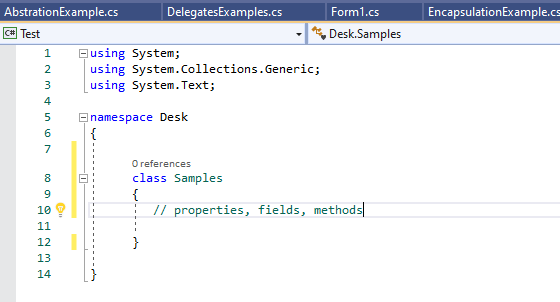 AbstrationExample.cs DelegatesExamples.cs Form1.cs EncapsulationExample.cs
C# Test Desk.Samples
1 using System;
2 using System.Collections.Generic;
3 using System.Text;
4
5 namespace Desk
6 {
7
0 references
8 class Samples
9 {
10 // properties, fields, methods
11
12 }
13
14 }